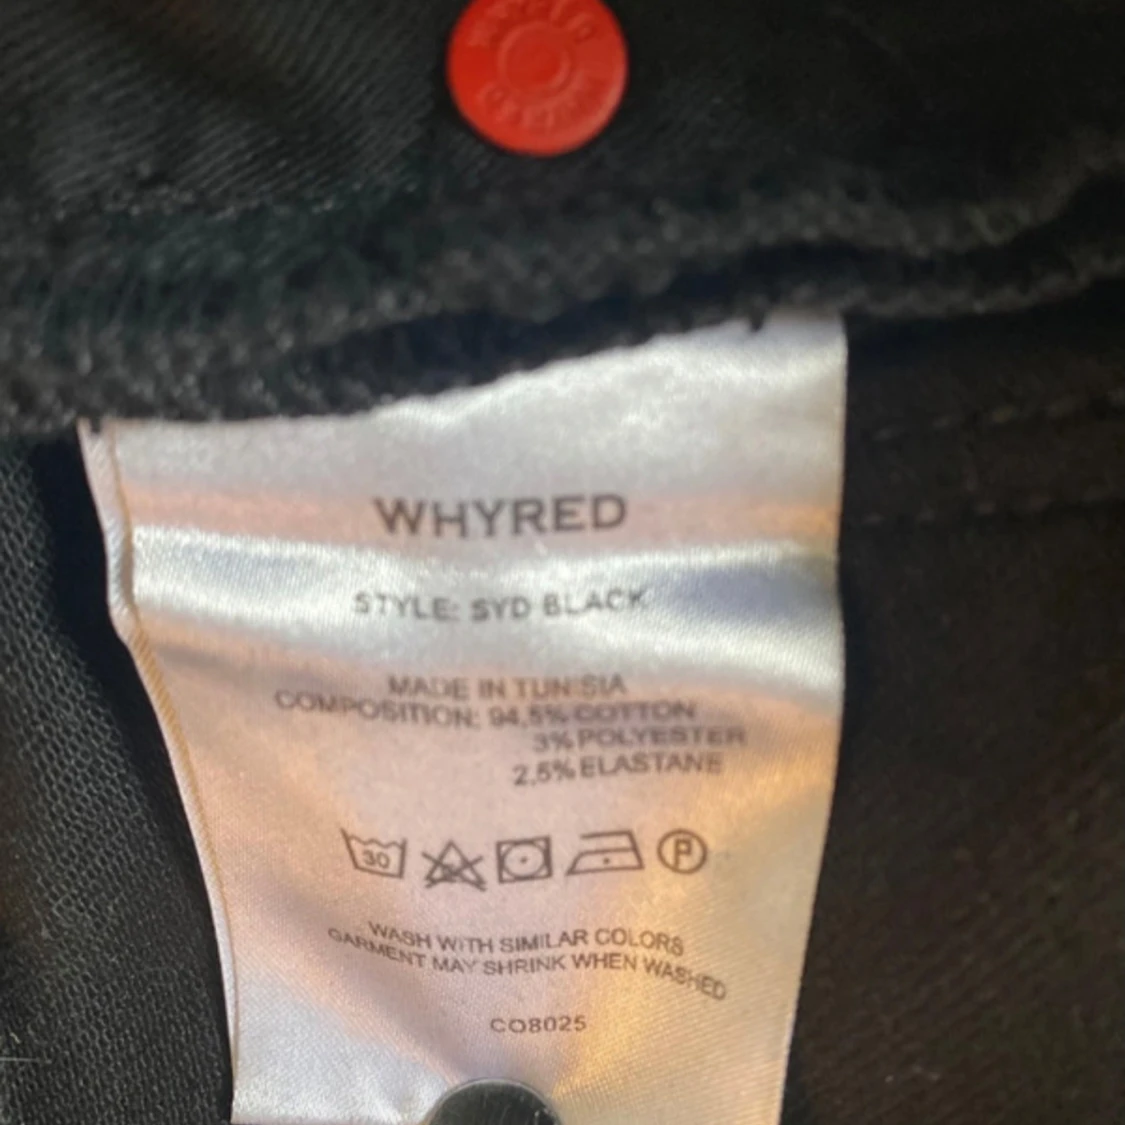 WHYRED
STYLE: SYD BLACK
MADE IN TUNISIA
COMPOSITION: 94,5% COTTON
3% POLYESTER
2,5% ELASTANE
30
P
WASH WITH SIMILAR COLORS
GARMENT MAY SHRINK WHEN WASHED
CO8025